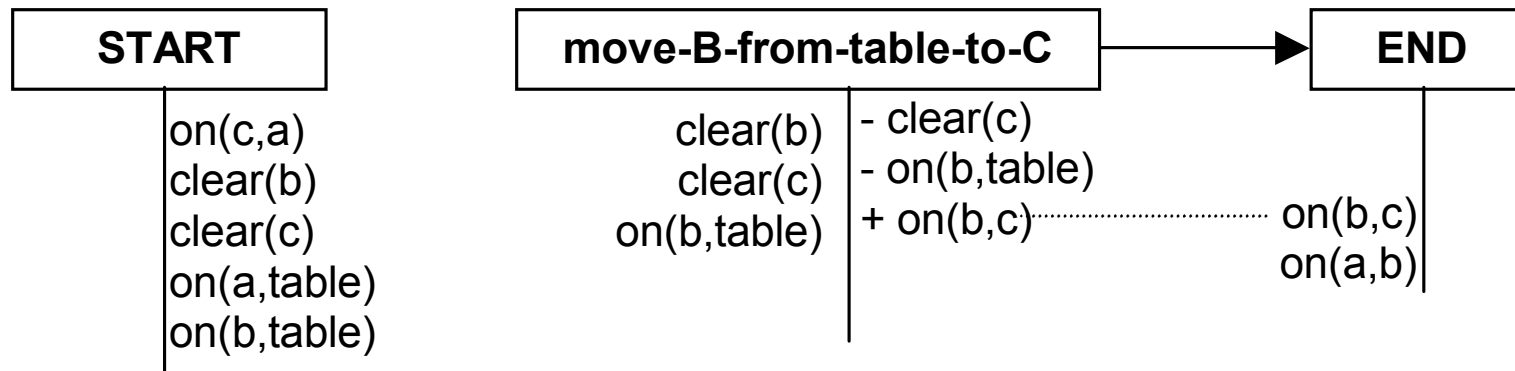 START
on(c,a)
clear(b)
clear(c)
on(a,table)
on(b,table)
move-B-from-table-to-C
clear(b)
clear(c)
on(b,table)
- clear(c)
- on(b,table)
+ on(b,c)
END
on(b,c)
on(a,b)